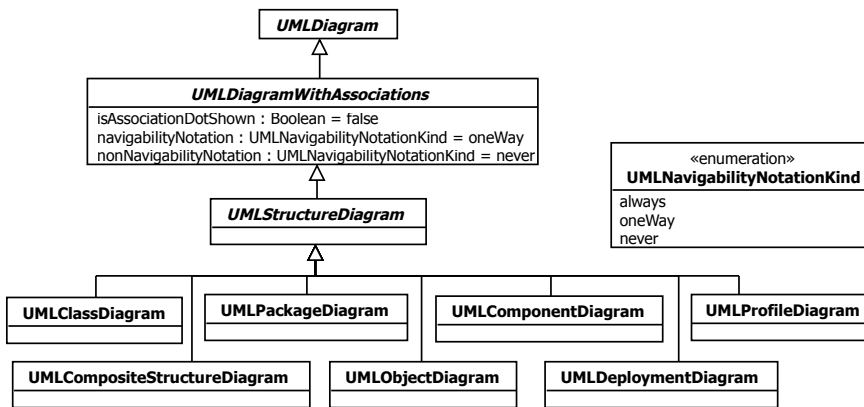 UMLDiagram
UMLDiagramWithAssociations
isAssociationDotShown : Boolean = false
navigabilityNotation : UMLNavigabilityNotationKind = oneWay
nonNavigabilityNotation : UMLNavigabilityNotationKind = never
«enumeration»
UMLNavigabilityNotationKind
always
oneWay
never
UMLStructureDiagram
UMLClassDiagram
UMLPackageDiagram
UMLComponentDiagram
UMLProfileDiagram
UMLCompositeStructureDiagram
UMLObjectDiagram
UMLDeploymentDiagram